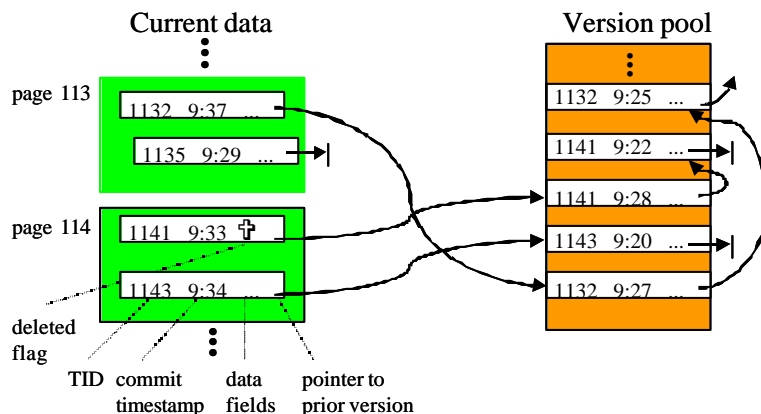 Current data
page 113
1132 9:37 ...
1135 9:29 ...
page 114
1141 9:33
1143 9:34 ...
deleted flag
TID
commit timestamp
data fields
pointer to prior version
Version pool
1132 9:25 ...
1141 9:22 ...
1141 9:28 ...
1143 9:20 ...
1132 9:27 ...